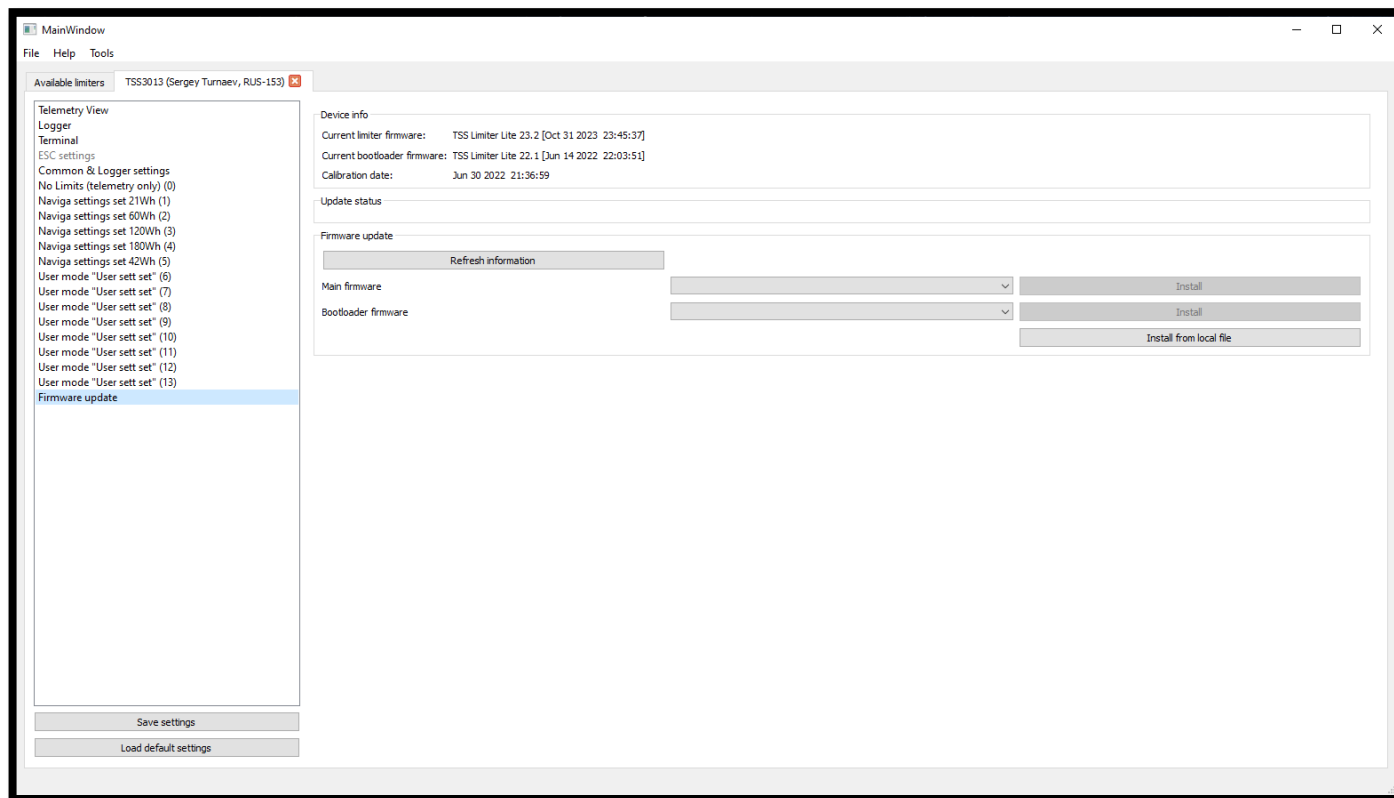 MainWindow
File Help Tools
Available limiters TSS3013 (Sergey Turnaev, RUS-153)
Telemetry View
Logger
Terminal
ESC settings
Common & Logger settings
No Limits (telemetry only) (0)
Naviga settings set 21Wh (1)
Naviga settings set 60Wh (2)
Naviga settings set 120Wh (3)
Naviga settings set 180Wh (4)
Naviga settings set 42Wh (5)
User mode "User sett set" (6)
User mode "User sett set" (7)
User mode "User sett set" (8)
User mode "User sett set" (9)
User mode "User sett set" (10)
User mode "User sett set" (11)
User mode "User sett set" (12)
User mode "User sett set" (13)
Firmware update
Save settings
Load default settings
Device info
Current limiter firmware: TSS Limiter Lite 23.2 [Oct 31 2023 23:45:37]
Current bootloader firmware: TSS Limiter Lite 22.1 [Jun 14 2022 22:03:51]
Calibration date: Jun 30 2022 21:36:59
Update status
Firmware update
Refresh information
Main firmware Install
Bootloader firmware Install
Install from local file